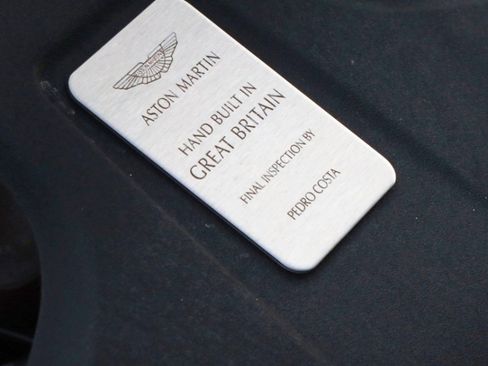 ASTON MARTIN
HAND BUILT IN
GREAT BRITAIN
FINAL INSPECTION BY
PEDRO COSTA